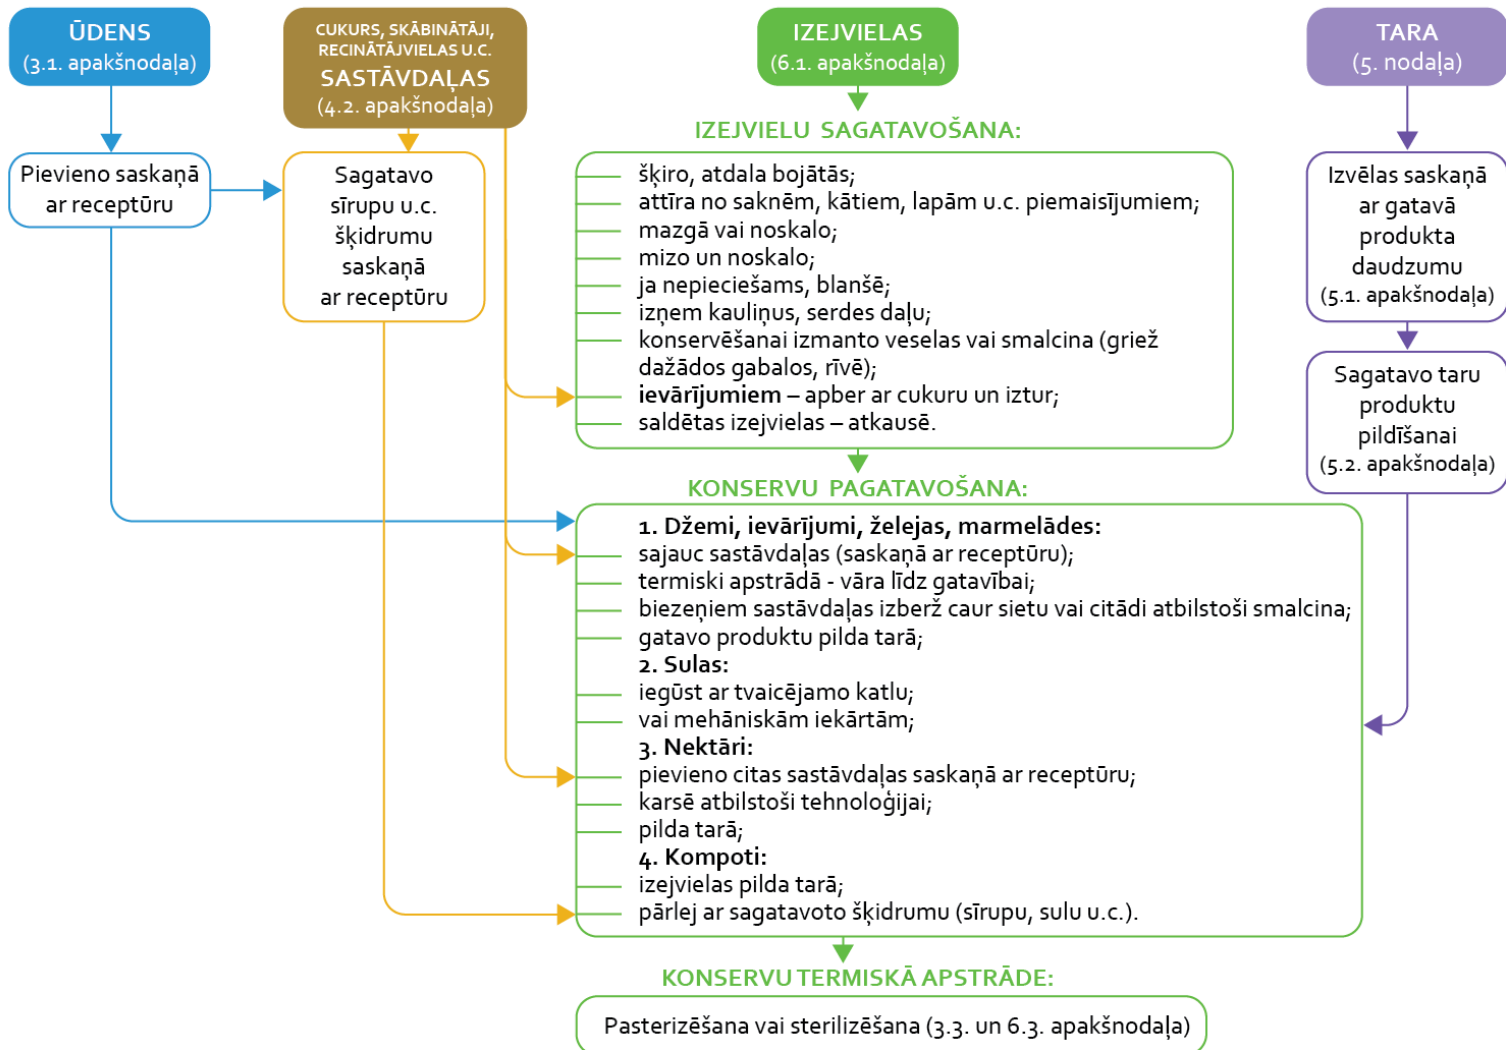 ŪDENS
(3.1. apakšnodaļa)
Pievieno saskaņā
ar receptūru
CUKURS, SKĀBINĀTĀJI,
RECINĀTĀJVIELAS U.C.
SASTĀVDAĻAS
(4.2. apakšnodaļa)
Sagatavo
sīrupu u.c.
šķidrumu
saskaņā
ar receptūru
IZEJVIELAS
(6.1. apakšnodaļa)
IZEJVIELU SAGATAVOŠANA:
šķiro, atdala bojātās;
attīra no saknēm, kātiem, lapām u.c. piemaisījumiem;
mazgā vai noskalo;
mizo un noskalo;
ja nepieciešams, blanšē;
izņem kauliņus, serdes daļu;
konservēšanai izmanto veselas vai smalcina (griež
dažādos gabalos, rīvē);
ievārījumiem – apber ar cukuru un iztur;
saldētas izejvielas – atkausē.
KONSERVU PAGATAVOŠANA:
1. Džemi, ievārījumi, želejas, marmelādes:
sajauc sastāvdaļas (saskaņā ar receptūru);
termiski apstrādā - vāra līdz gatavībai;
biezeņiem sastāvdaļas izberž caur sietu vai citādi atbilstoši smalcina;
gatavo produktu pilda tarā;
2. Sulas:
iegūst ar tvaicējamo katlu;
vai mehāniskām iekārtām;
3. Nektāri:
pievieno citas sastāvdaļas saskaņā ar receptūru;
karsē atbilstoši tehnoloģijai;
pilda tarā;
4. Kompoti:
izejvielas pilda tarā;
pārlej ar sagatavoto šķidrumu (sīrupu, sulu u.c.).
KONSERVU TERMISKĀ APSTRĀDE:
Pasterizēšana vai sterilizēšana (3.3. un 6.3. apakšnodaļa)
TARA
(5. nodaļa)
Izvēlas saskaņā
ar gatavā
produkta
daudzumu
(5.1. apakšnodaļa)
Sagatavo taru
produktu
pildīšanai
(5.2. apakšnodaļa)